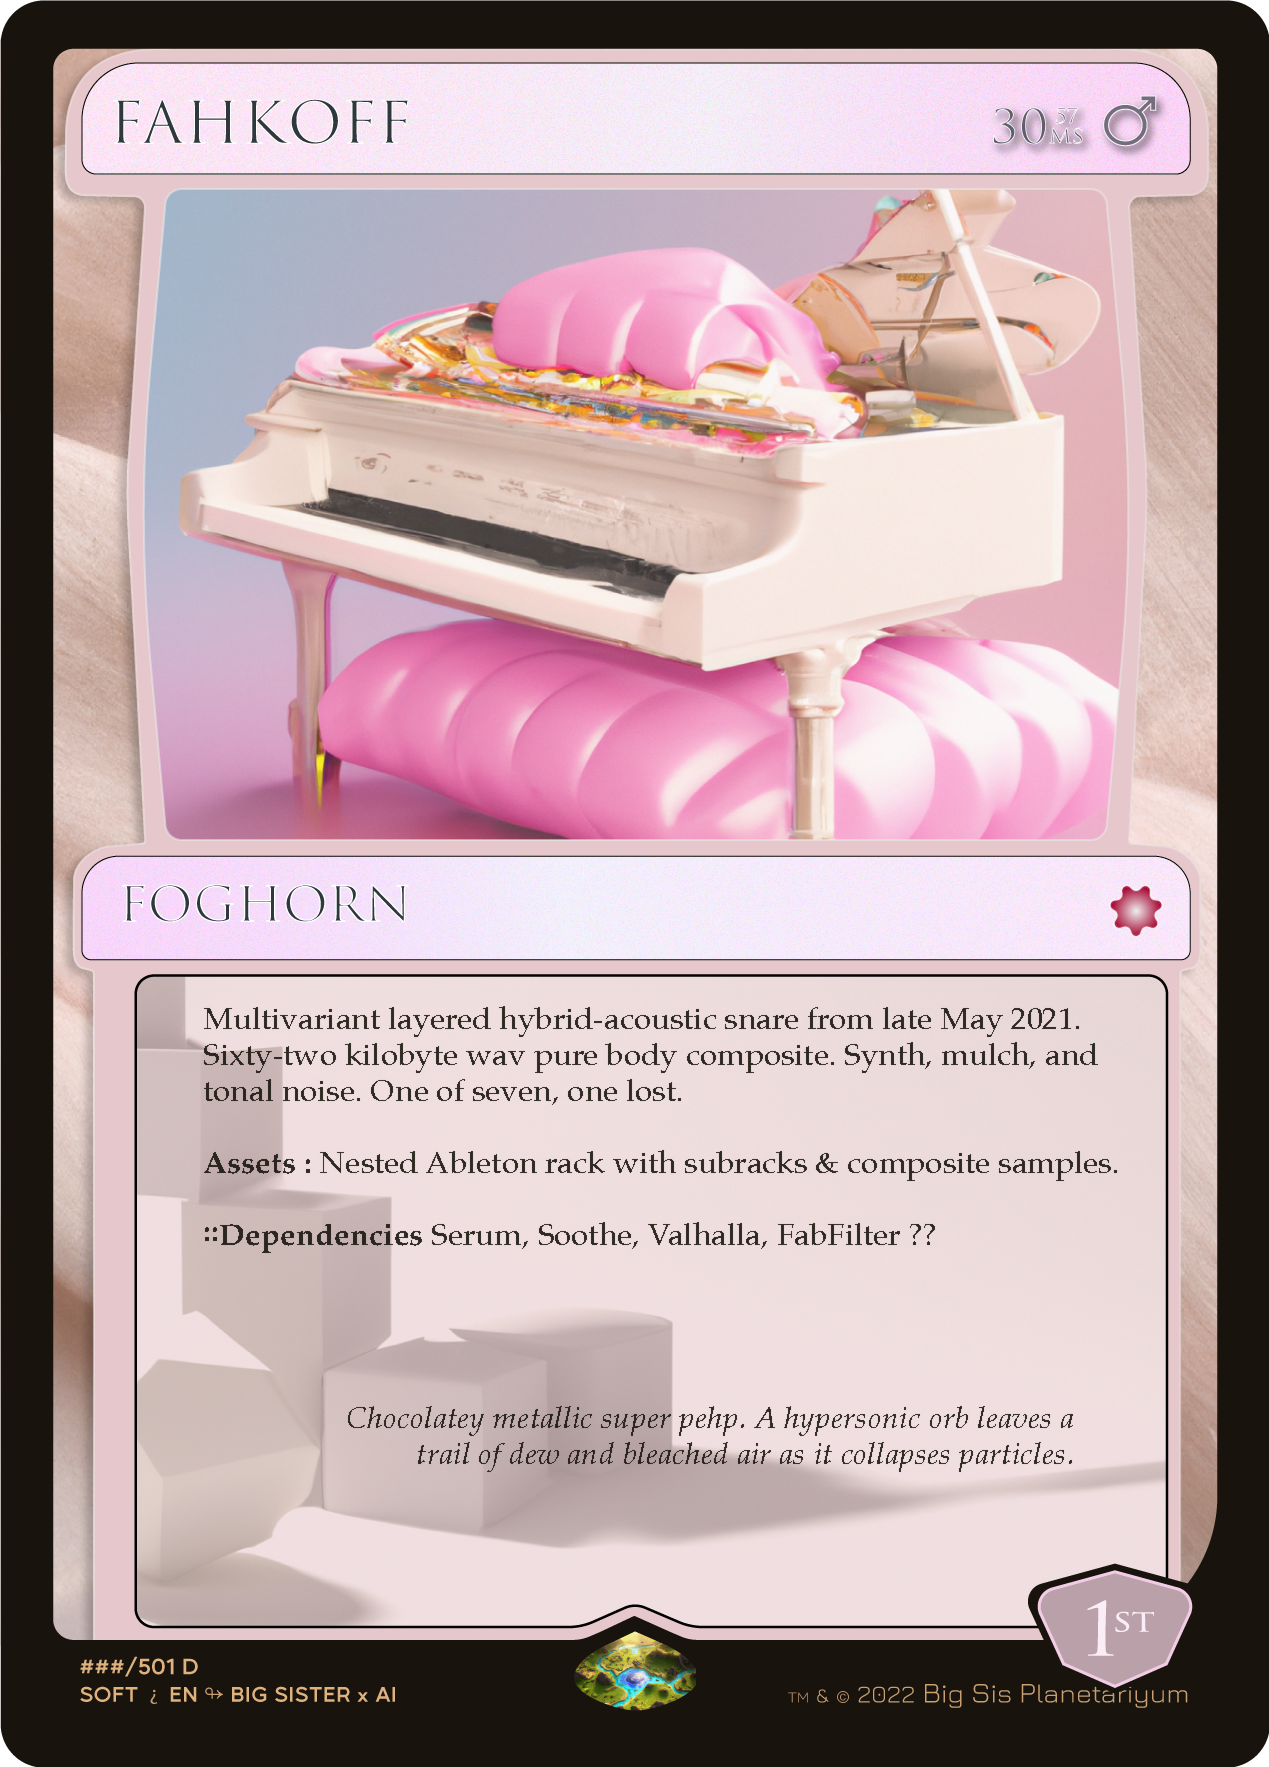 FAHKOFF
30 57 MS ♂
FOGHORN
Multivariant layered hybrid-acoustic snare from late May 2021.
Sixty-two kilobyte wav pure body composite. Synth, mulch, and
tonal noise. One of seven, one lost.
Assets : Nested Ableton rack with subracks & composite samples.
::Dependencies Serum, Soothe, Valhalla, FabFilter ??
Chocolatey metallic super pehp. A hypersonic orb leaves a
trail of dew and bleached air as it collapses particles.
1ST
###/501 D
SOFT ¿ EN ↬ BIG SISTER x AI
TM & © 2022 Big Sis Planetariyum